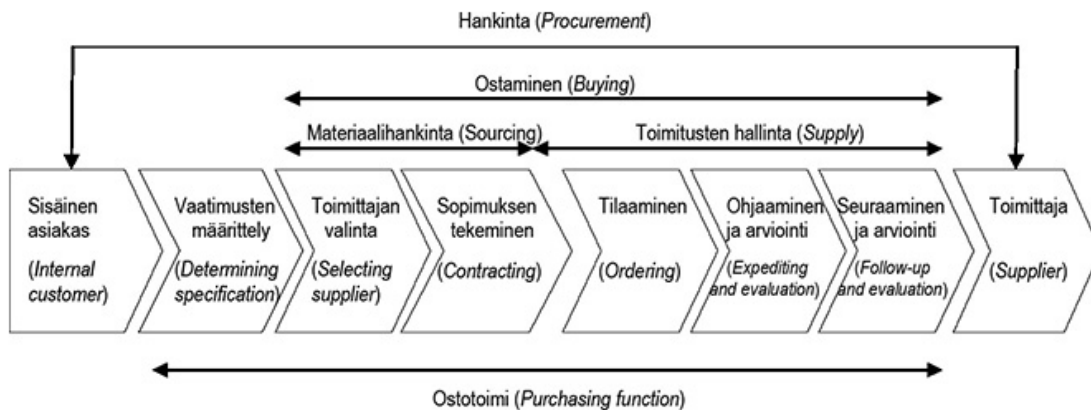 Hankinta (Procurement)
Ostaminen (Buying)
Materiaalihankinta (Sourcing)
Toimitusten hallinta (Supply)
Sisäinen
asiakas
(Internal
customer)
Vaatimusten
määrittely
(Determining
specification)
Toimittajan
valinta
(Selecting
supplier)
Sopimuksen
tekeminen
(Contracting)
Tilaaminen
(Ordering)
Ohjaaminen
ja arviointi
(Expediting
and evaluation)
Seuraaminen
ja arviointi
(Follow-up
and evaluation)
Toimittaja
(Supplier)
Ostotoimi (Purchasing function)